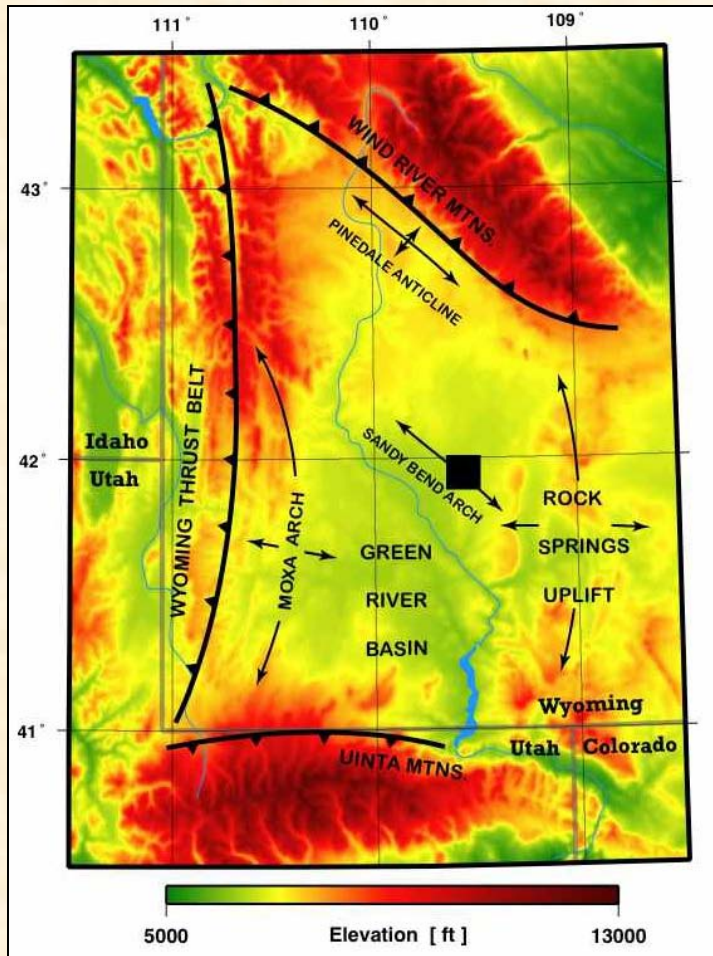 111° 110° 109°
43°
WIND RIVER MTNS.
PINEDALE ANTICLINE
WYOMING THRUST BELT
Idaho
42°
Utah
SANDY BEND ARCH
MOXA ARCH
ROCK
SPRINGS
UPLIFT
GREEN
RIVER
BASIN
Wyoming
41°
Utah Colorado
UINTA MTNS.
5000 Elevation [ ft ] 13000